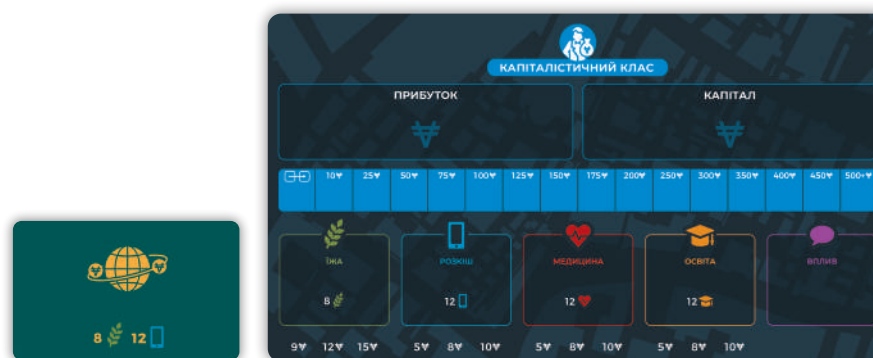 КАПІТАЛІСТИЧНИЙ КЛАС
ПРИБУТОК
КАПІТАЛ
10₩ 25₩ 50₩ 75₩ 100₩ 125₩ 150₩ 175₩ 200₩ 250₩ 300₩ 350₩ 400₩ 450₩ 500+₩
ЇЖА
РОЗКІШ
МЕДИЦИНА
ОСВІТА
ВПЛИВ
8
12
12
12
8 12
9₩ 12₩ 15₩
5₩ 8₩ 10₩
5₩ 8₩ 10₩
5₩ 8₩ 10₩